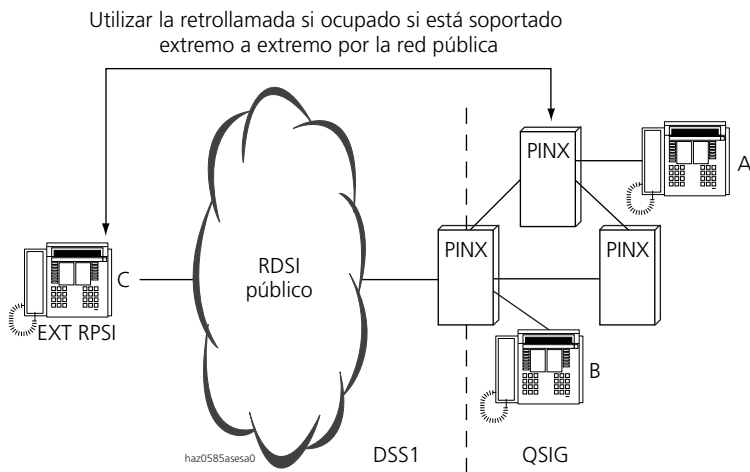 Utilizar la retrollamada si ocupado si está soportado
extremo a extremo por la red pública
PINX
A
PINX
PINX
RDSI
público
C
EXT RPSI
B
haz0585asesa0
DSS1
QSIG